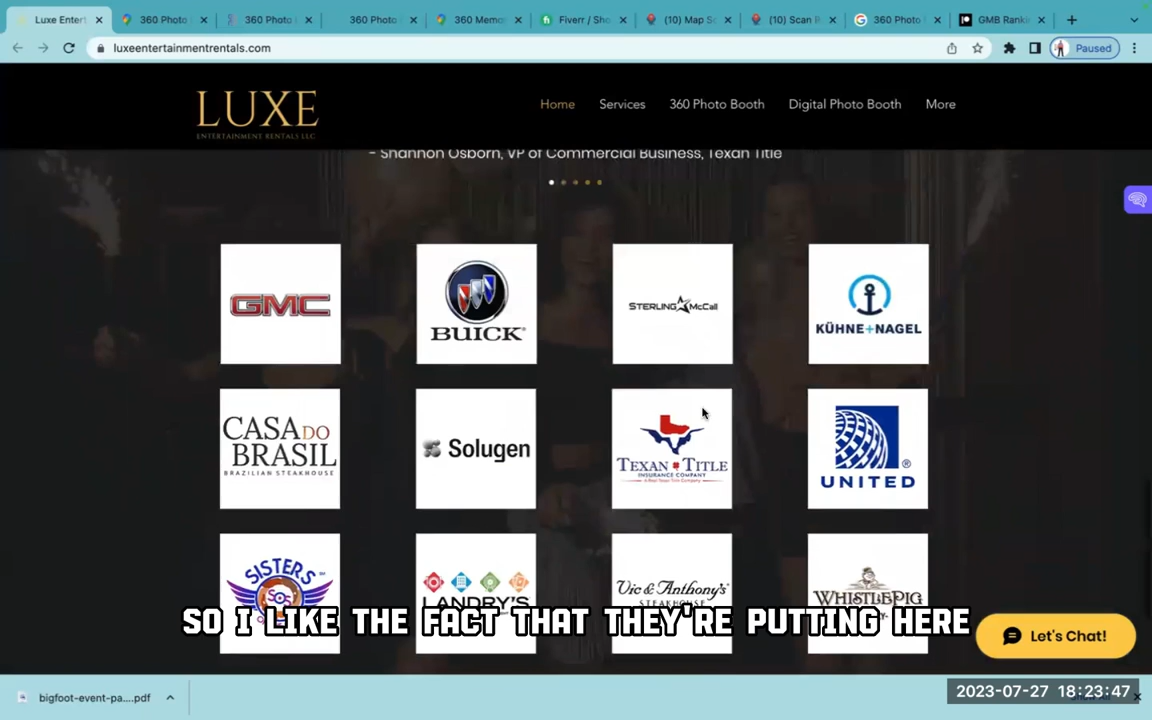 Luxe Entert
360 Photo
360 Photo
360 Photo
360 Memo
Fiverr / Sho
(10) Map S
(10) Scan R
360 Photo
GMB Ranki
luxeentertainmentrentals.com
Paused
LUXE
ENTERTAINMENT RENTALS LLC
Home
Services
360 Photo Booth
Digital Photo Booth
More
- Shannon Osborn, VP of Commercial Business, Texan Title
GMC
BUICK
STERLING McCall
KÜHNE+NAGEL
CASA DO
BRASIL
BRAZILIAN STEAKHOUSE
Solugen
TEXAN TITLE
INSURANCE COMPANY
UNITED
SISTERS
SOS
LANDRY'S
Vic & Anthony's
STEAKHOUSE
WHISTLEPIG
SO I LIKE THE FACT THAT THEY'RE PUTTING HERE
Let's Chat!
bigfoot-event-pa....pdf
2023-07-27 18:23:47